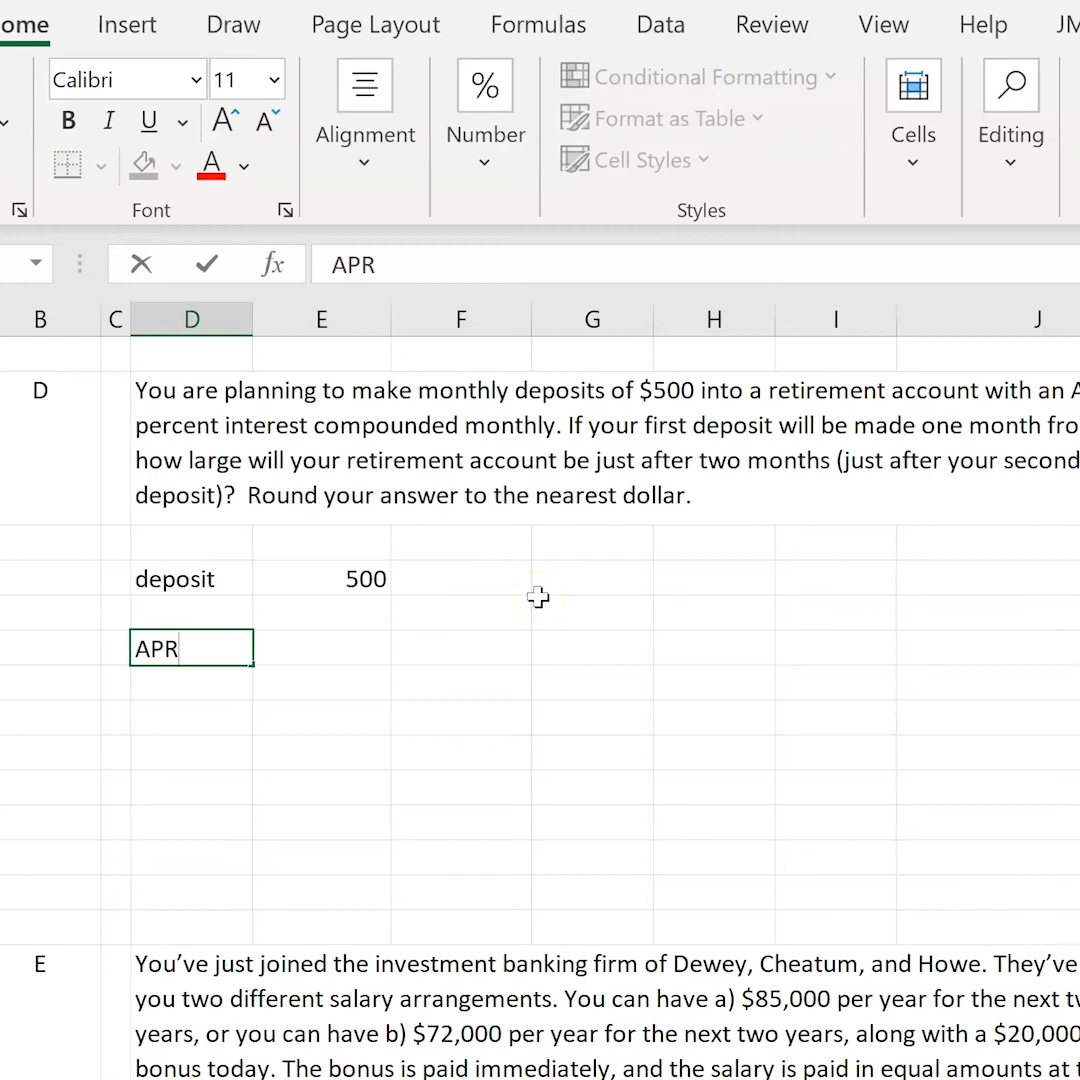 Insert Draw Page Layout Formulas Data Review View Help
Calibri 11
B I U A A
A
Alignment Number Conditional Formatting Format as Table Cell Styles Cells Editing
Font Styles
fx APR
B C D E F G H I J
D You are planning to make monthly deposits of $500 into a retirement account with an
percent interest compounded monthly. If your first deposit will be made one month
how large will your retirement account be just after two months (just after your second
deposit)? Round your answer to the nearest dollar.
deposit 500
APR
E You've just joined the investment banking firm of Dewey, Cheatum, and Howe. They've
you two different salary arrangements. You can have a) $85,000 per year for the next
years, or you can have b) $72,000 per year for the next two years, along with a $20,000
bonus today. The bonus is paid immediately, and the salary is paid in equal amounts at